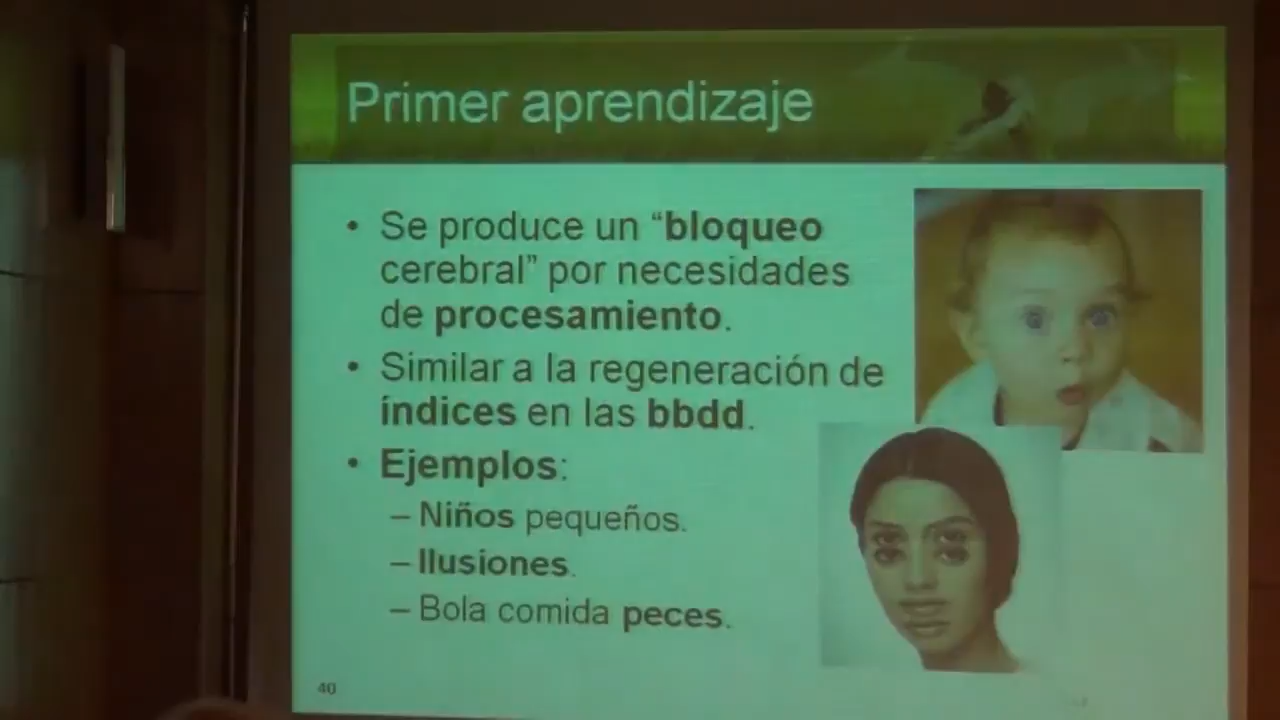 Primer aprendizaje
• Se produce un “bloqueo
cerebral” por necesidades
de procesamiento.
• Similar a la regeneración de
índices en las bbdd.
• Ejemplos:
– Niños pequeños.
– Ilusiones.
– Bola comida peces.
40